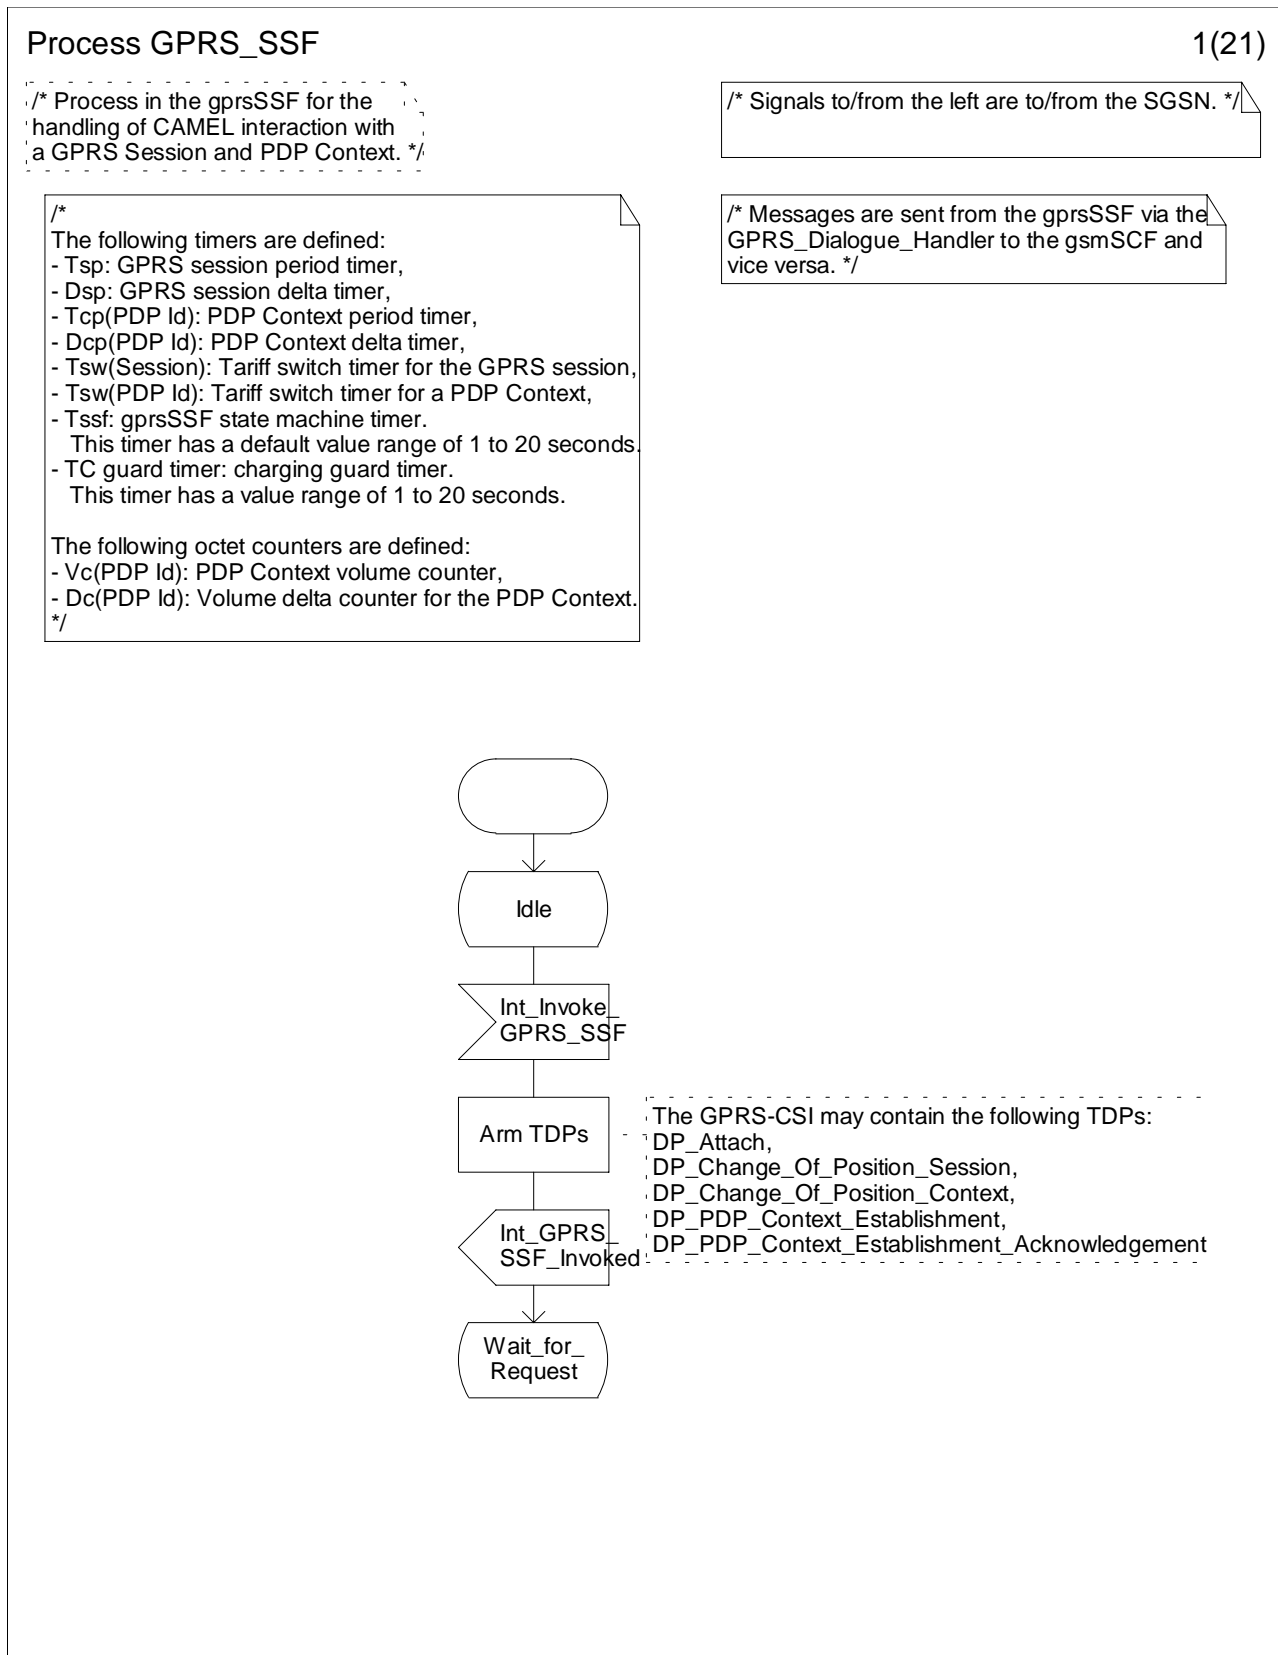 Process GPRS_SSF
1(21)
/* Process in the gprsSSF for the
handling of CAMEL interaction with
a GPRS Session and PDP Context. */
/* Signals to/from the left are to/from the SGSN. */
/* Messages are sent from the gprsSSF via the
GPRS_Dialogue_Handler to the gsmSCF and
vice versa. */
/*
The following timers are defined:
- Tsp: GPRS session period timer,
- Dsp: GPRS session delta timer,
- Tcp(PDP Id): PDP Context period timer,
- Dcp(PDP Id): PDP Context delta timer,
- Tsw(Session): Tariff switch timer for the GPRS session,
- Tsw(PDP Id): Tariff switch timer for a PDP Context,
- Tssf: gprsSSF state machine timer.
This timer has a default value range of 1 to 20 seconds.
- TC guard timer: charging guard timer.
This timer has a value range of 1 to 20 seconds.
The following octet counters are defined:
- Vc(PDP Id): PDP Context volume counter,
- Dc(PDP Id): Volume delta counter for the PDP Context.
*/
Idle
Int_Invoke_
GPRS_SSF
Arm TDPs
The GPRS-CSI may contain the following TDPs:
DP_Attach,
DP_Change_Of_Position_Session,
DP_Change_Of_Position_Context,
DP_PDP_Context_Establishment,
DP_PDP_Context_Establishment_Acknowledgement
Int_GPRS_
SSF_Invoked
Wait_for_
Request